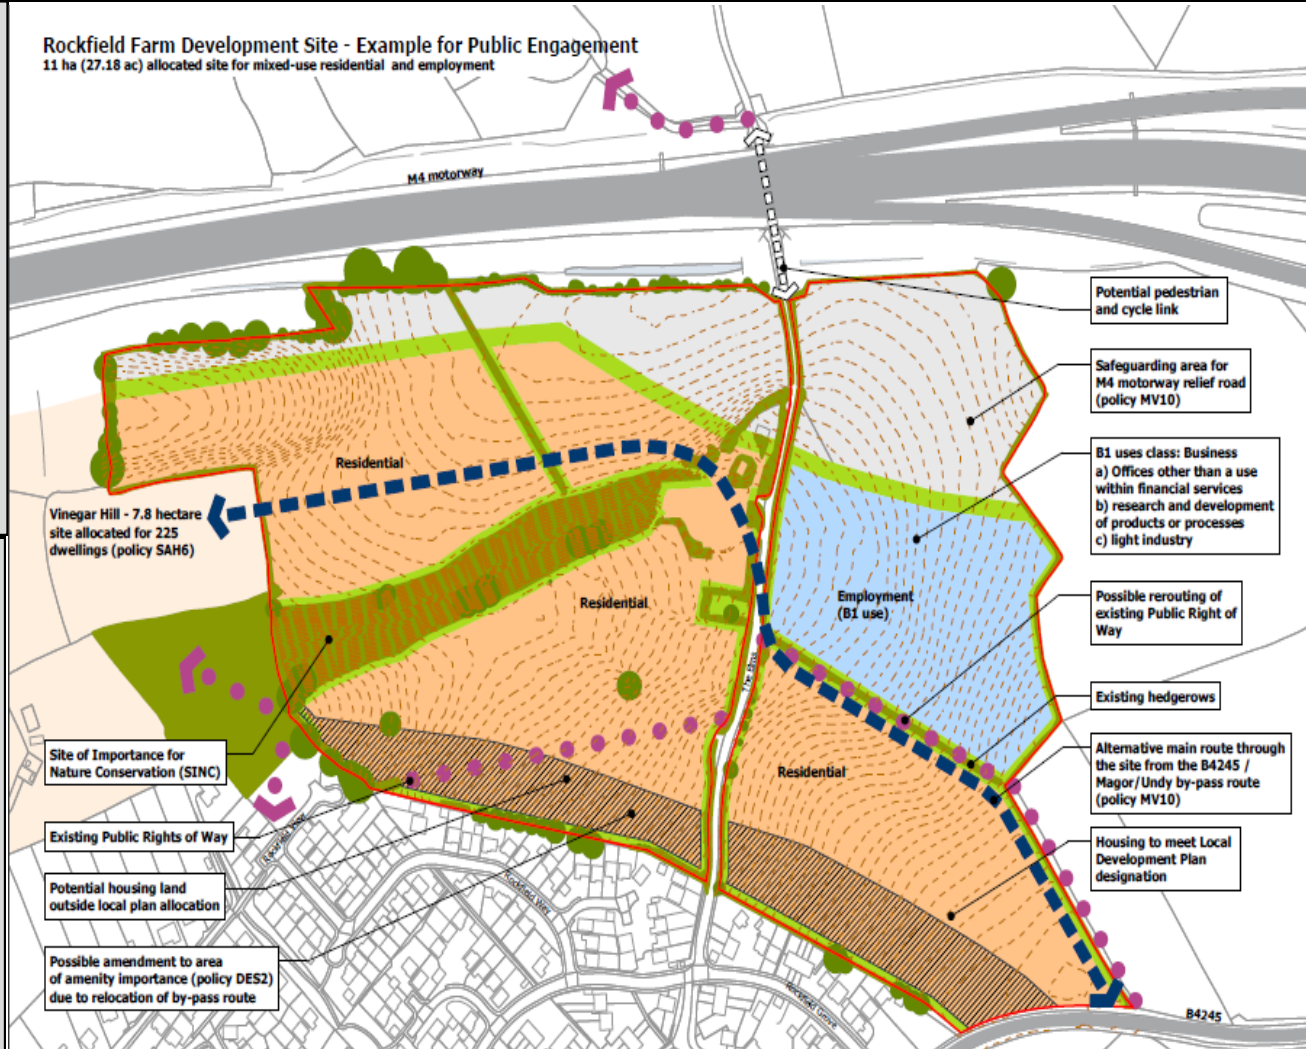 Rockfield Farm Development Site - Example for Public Engagement
11 ha (27.18 ac) allocated site for mixed-use residential and employment
M4 motorway
Potential pedestrian
and cycle link
Safeguarding area for
M4 motorway relief road
(policy MV10)
B1 uses class: Business
a) Offices other than a use
within financial services
b) research and development
of products or processes
c) light industry
Residential
Vinegar Hill - 7.8 hectare
site allocated for 225
dwellings (policy SAH6)
Residential
Employment
(B1 use)
Possible rerouting of
existing Public Right of
Way
The Elms
Existing hedgerows
Site of Importance for
Nature Conservation (SINC)
Residential
Alternative main route through
the site from the B4245 /
Magor/Undy by-pass route
(policy MV10)
Existing Public Rights of Way
Rockfield View
Housing to meet Local
Development Plan
designation
Potential housing land
outside local plan allocation
Rockfield Way
Possible amendment to area
of amenity importance (policy DES2)
due to relocation of by-pass route
Rockfield Grove
B4245